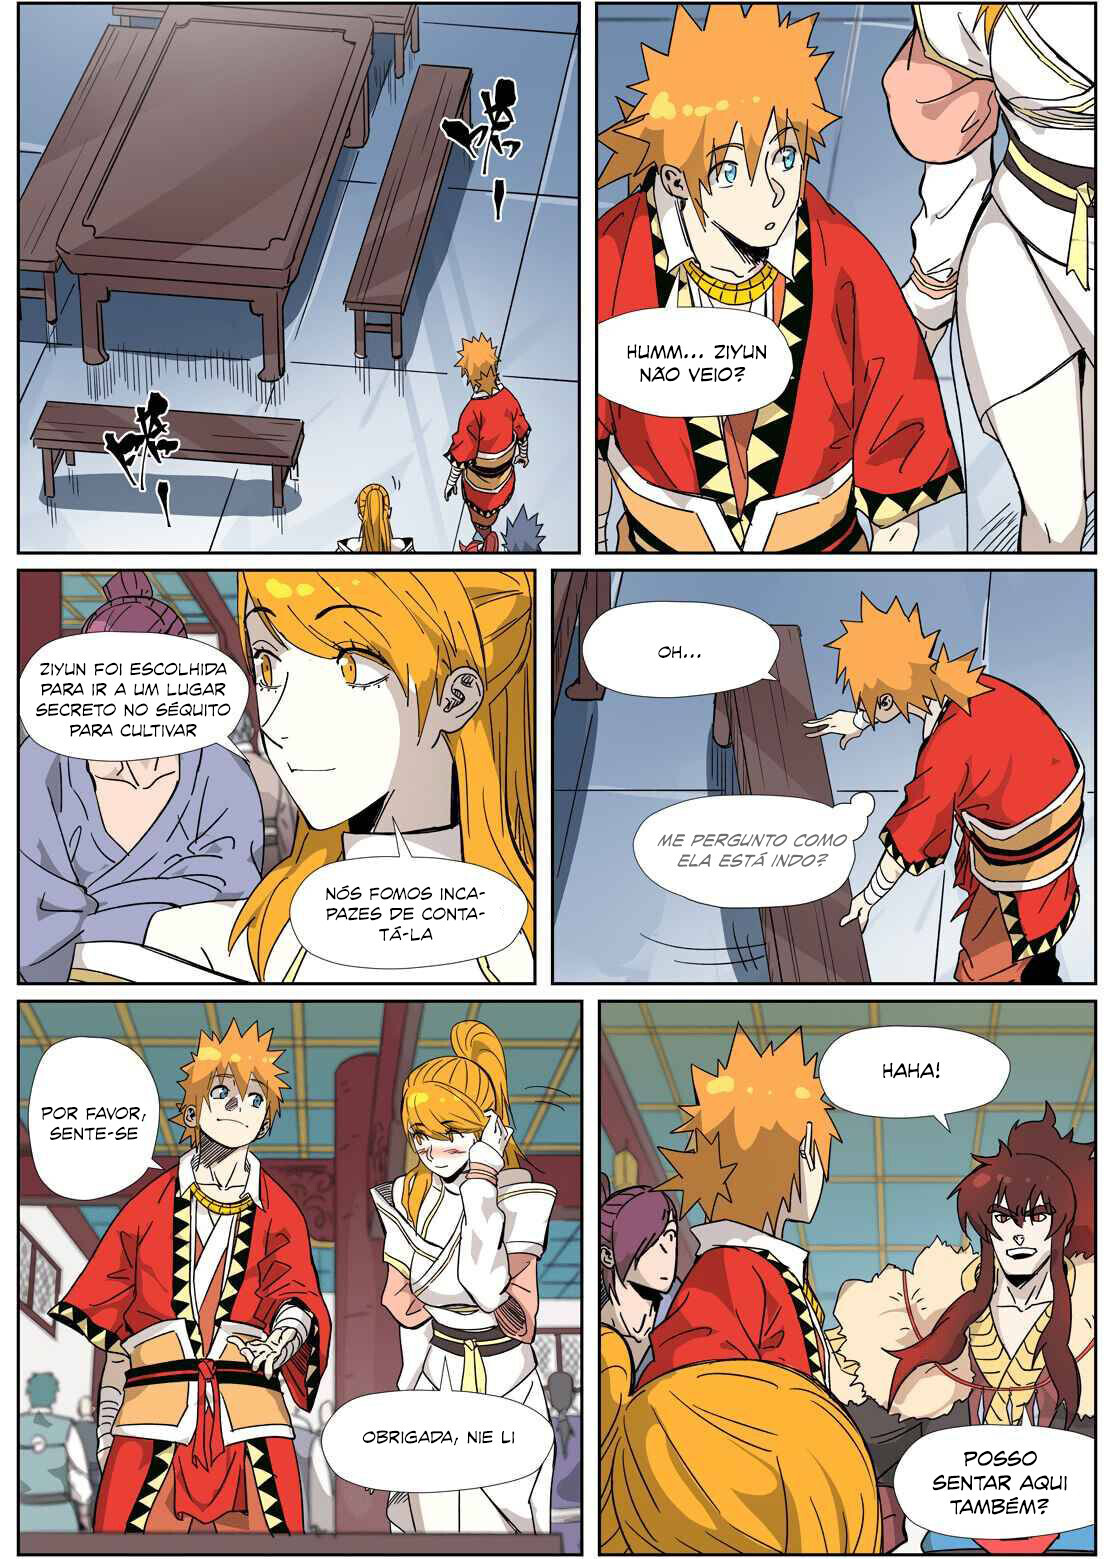 HUMM... ZIYUN
NÃO VEIO?
ZIYUN FOI ESCOLHIDA
PARA IR A UM LUGAR
SECRETO NO SÉQUITO
PARA CULTIVAR
NÓS FOMOS INCA-
PAZES DE CONTA-
TÁ-LA
OH...
ME PERGUNTO COMO
ELA ESTÁ INDO?
POR FAVOR,
SENTE-SE
OBRIGADA, NIE LI
HAHA!
POSSO
SENTAR AQUI
TAMBÉM?